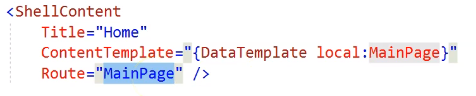 <ShellContent
Title="Home"
ContentTemplate="{DataTemplate local:MainPage}"
Route="MainPage" />